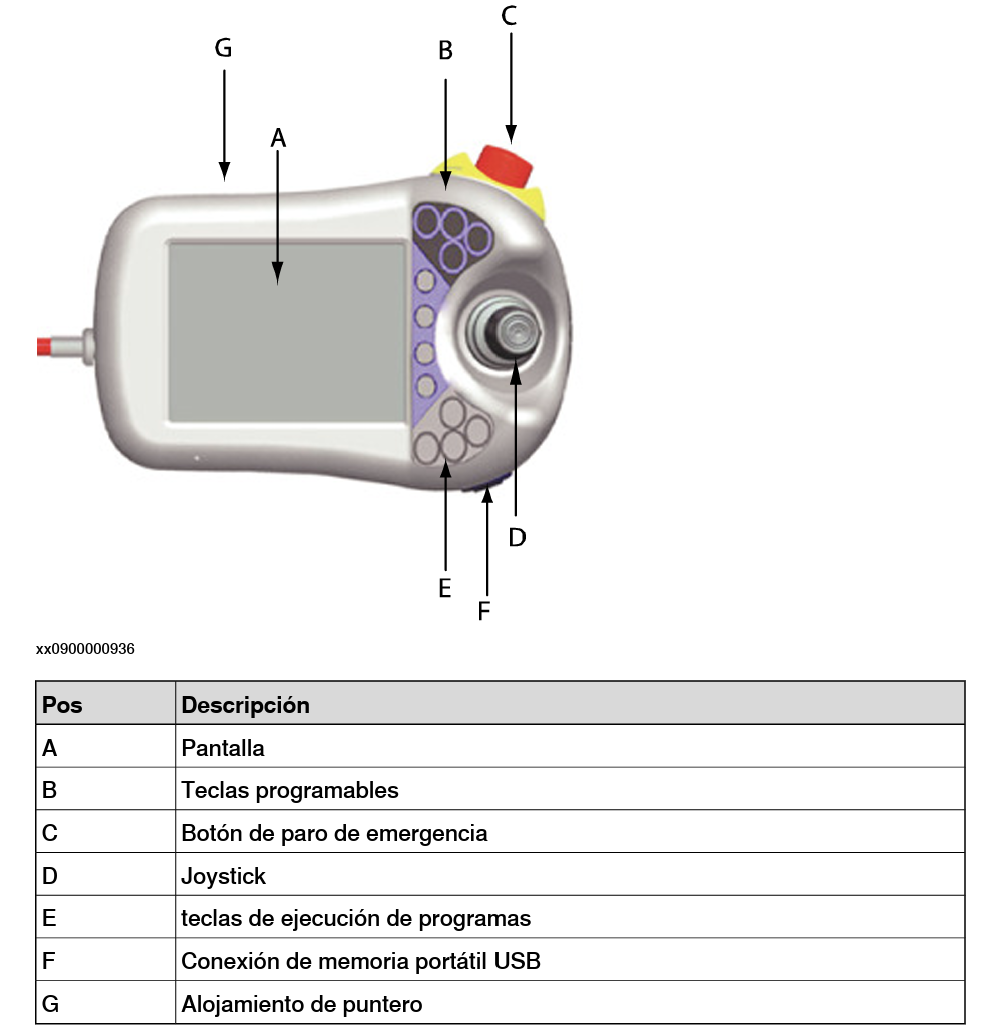 C
G
B
A
D
E
F
xx0900000936
Pos Descripción
A Pantalla
B Teclas programables
C Botón de paro de emergencia
D Joystick
E teclas de ejecución de programas
F Conexión de memoria portátil USB
G Alojamiento de puntero